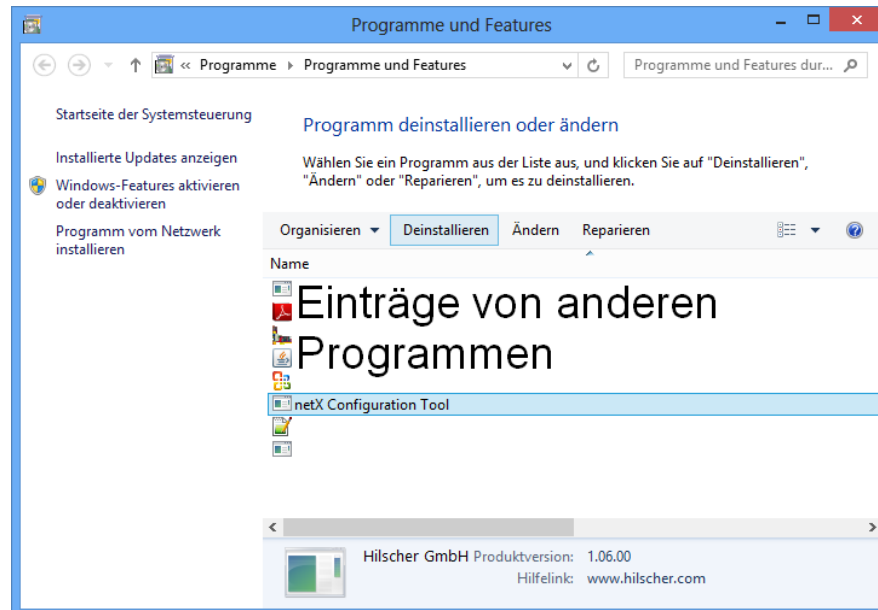 Programme und Features
« Programme ▸ Programme und Features
Programme und Features dur...
Startseite der Systemsteuerung
Installierte Updates anzeigen
Windows-Features aktivieren
oder deaktivieren
Programm vom Netzwerk
installieren
Programm deinstallieren oder ändern
Wählen Sie ein Programm aus der Liste aus, und klicken Sie auf "Deinstallieren",
"Ändern" oder "Reparieren", um es zu deinstallieren.
Organisieren Deinstallieren Ändern Reparieren
Name
Einträge von anderen
Programmen
netX Configuration Tool
Hilscher GmbH Produktversion: 1.06.00
Hilfelink: www.hilscher.com